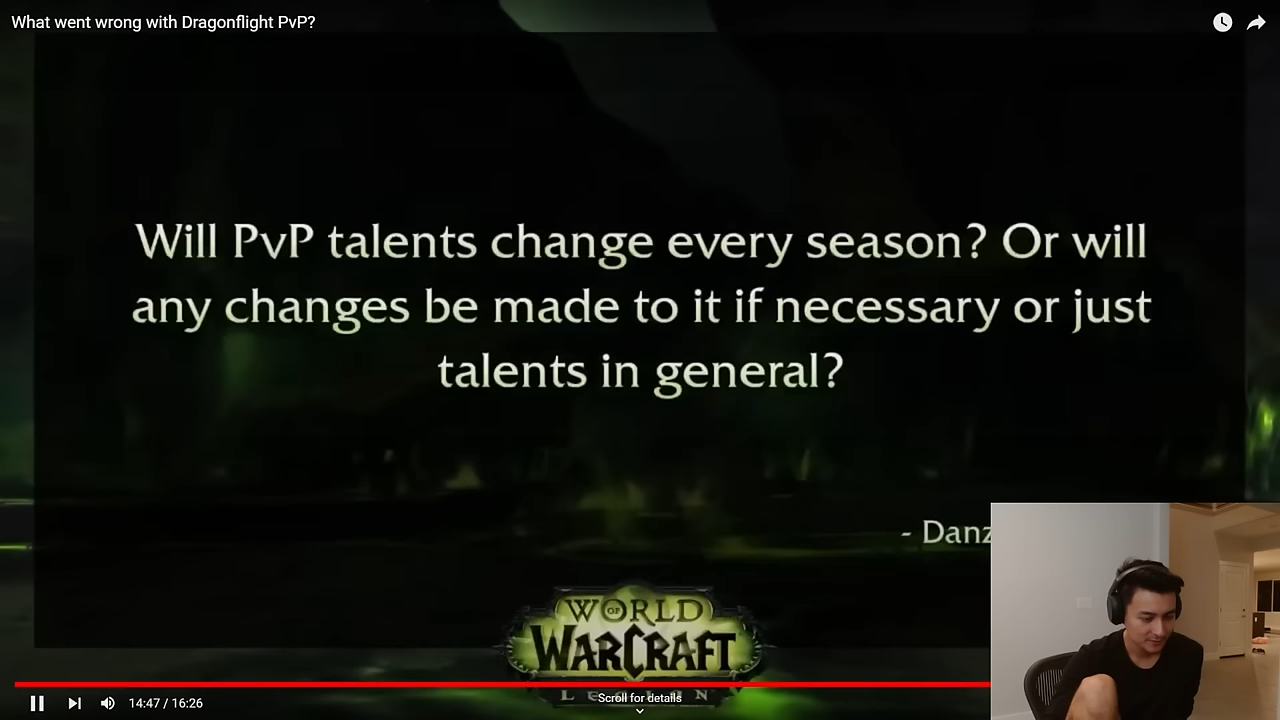 What went wrong with Dragonflight PvP?
Will PvP talents change every season? Or will
any changes be made to it if necessary or just
talents in general?
- Danz
WORLD
OF
WARCRAFT
Scroll for details
14:47 / 16:26